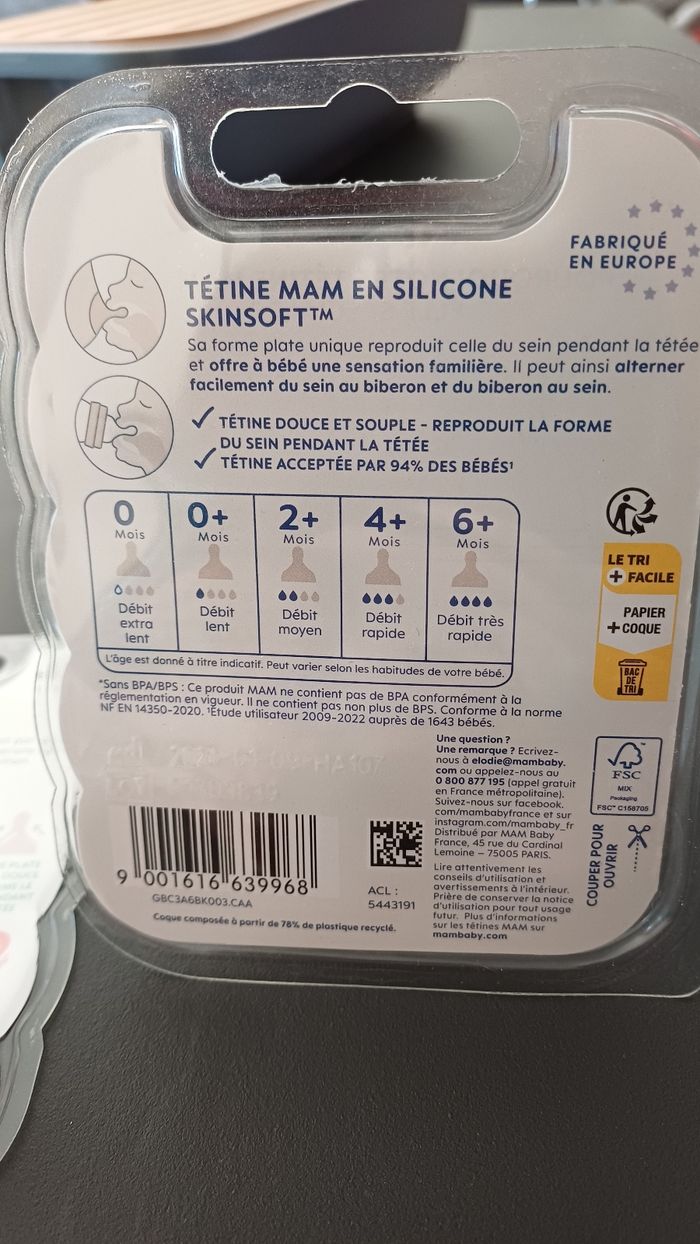 FABRIQUÉ
EN EUROPE
TÉTINE MAM EN SILICONE
SKINSOFT™
Sa forme plate unique reproduit celle du sein pendant la tétée
et offre à bébé une sensation familière. Il peut ainsi alterner
facilement du sein au biberon et du biberon au sein.
TÉTINE DOUCE ET SOUPLE - REPRODUIT LA FORME
DU SEIN PENDANT LA TÉTÉE
TÉTINE ACCEPTÉE PAR 94% DES BÉBÉS¹
0
Mois
Débit
extra
lent
0+
Mois
Débit
lent
2+
Mois
Débit
moyen
4+
Mois
Débit
rapide
6+
Mois
Débit très
rapide
L'âge est donné à titre indicatif. Peut varier selon les habitudes de votre bébé.
LE TRI
+ FACILE
PAPIER
+COQUE
BAC
DE
TRI
*Sans BPA/BPS : Ce produit MAM ne contient pas de BPA conformément à la
réglementation en vigueur. Il ne contient pas non plus de BPS. Conforme à la norme
NF EN 14350-2020. ¹Étude utilisateur 2009-2022 auprès de 1643 bébés.
Une question ?
Une remarque ? Ecrivez-
nous à elodie@mambaby.
com ou appelez-nous au
0 800 877 195 (appel gratuit
en France métropolitaine).
Suivez-nous sur facebook.
com/mambabyfrance et sur
instagram.com/mambaby_fr
Distribué par MAM Baby
France, 45 rue du Cardinal
Lemoine – 75005 PARIS.
Lire attentivement les
conseils d'utilisation et
avertissements à l'intérieur.
Prière de conserver la notice
d'utilisation pour tout usage
futur. Plus d'informations
sur les tétines MAM sur
mambaby.com
FSC
MIX
Packaging
FSC™ C158705
COUPER POUR
OUVRIR
9 001616 639968
GBC3A6BK003.CAA
ACL :
5443191
Coque composée à partir de 78% de plastique recyclé.